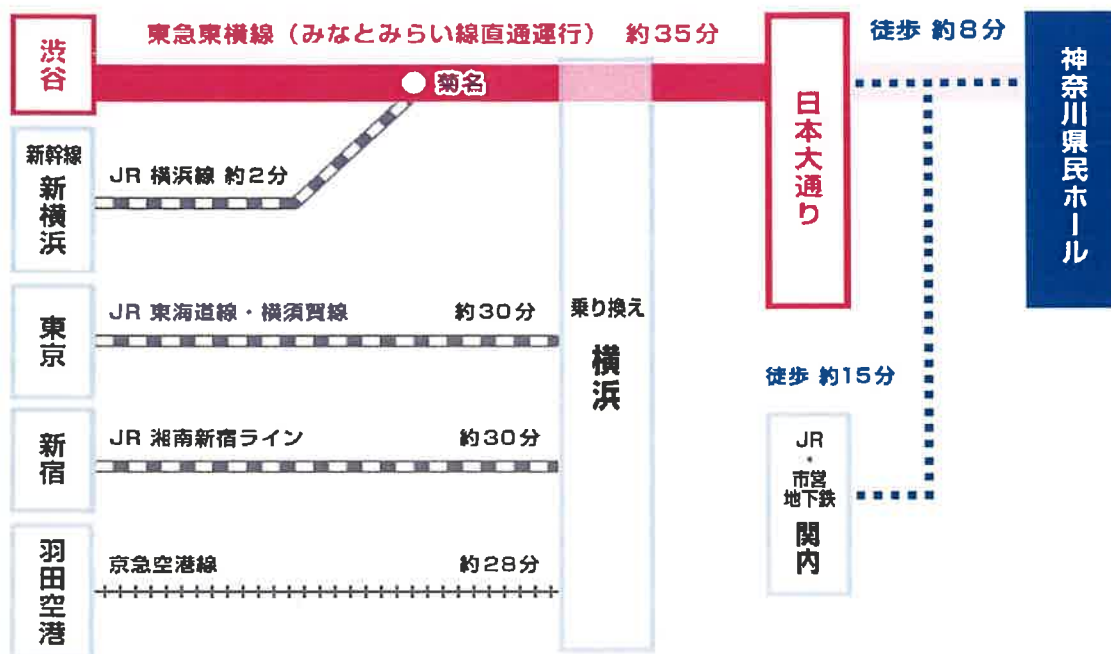 渋谷
東急東横線（みなとみらい線直通運行） 約35分
菊名
新幹線
新横浜
JR 横浜線 約2分
東京
JR 東海道線・横須賀線 約30分
新宿
JR 湘南新宿ライン 約30分
羽田空港
京急空港線 約28分
乗り換え
横浜
日本大通り
徒歩 約8分
神奈川県民ホール
徒歩 約15分
JR
・
市営
地下鉄
関内